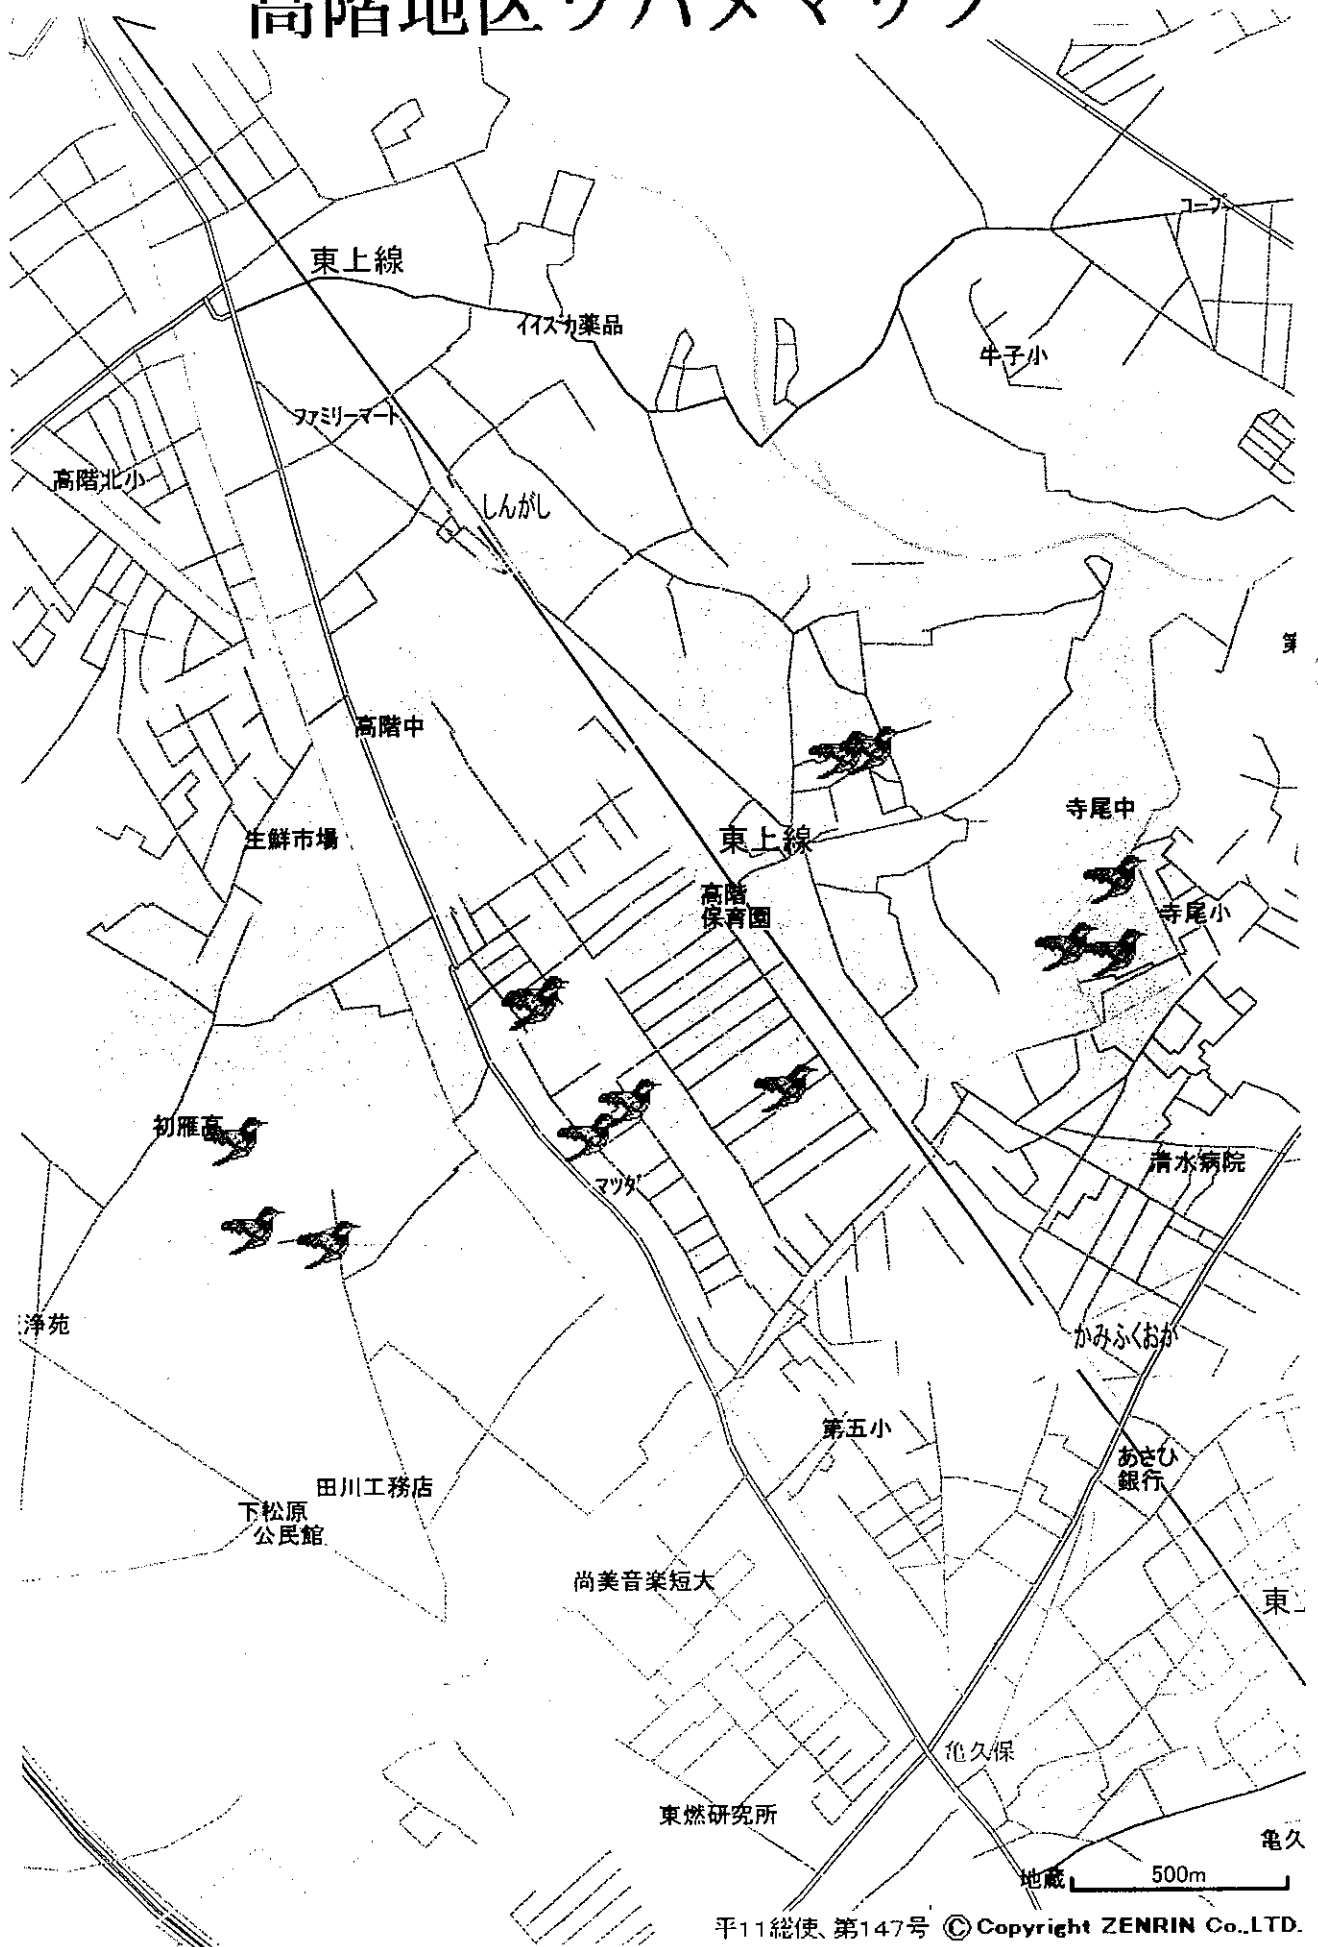 高階地区ツバメマップ
コープ
東上線
イイヅカ薬品
牛子小
ファミリーマート
高階北小
しんがし
第
高階中
寺尾中
生鮮市場
東上線
高階
保育園
寺尾小
初雁高
清水病院
マツダ
浄苑
かみふくおか
第五小
あさひ
銀行
田川工務店
下松原
公民館
尚美音楽短大
東上
亀久保
東燃研究所
亀久
地蔵
500m
平11総使、第147号 ©Copyright ZENRIN Co.,LTD.